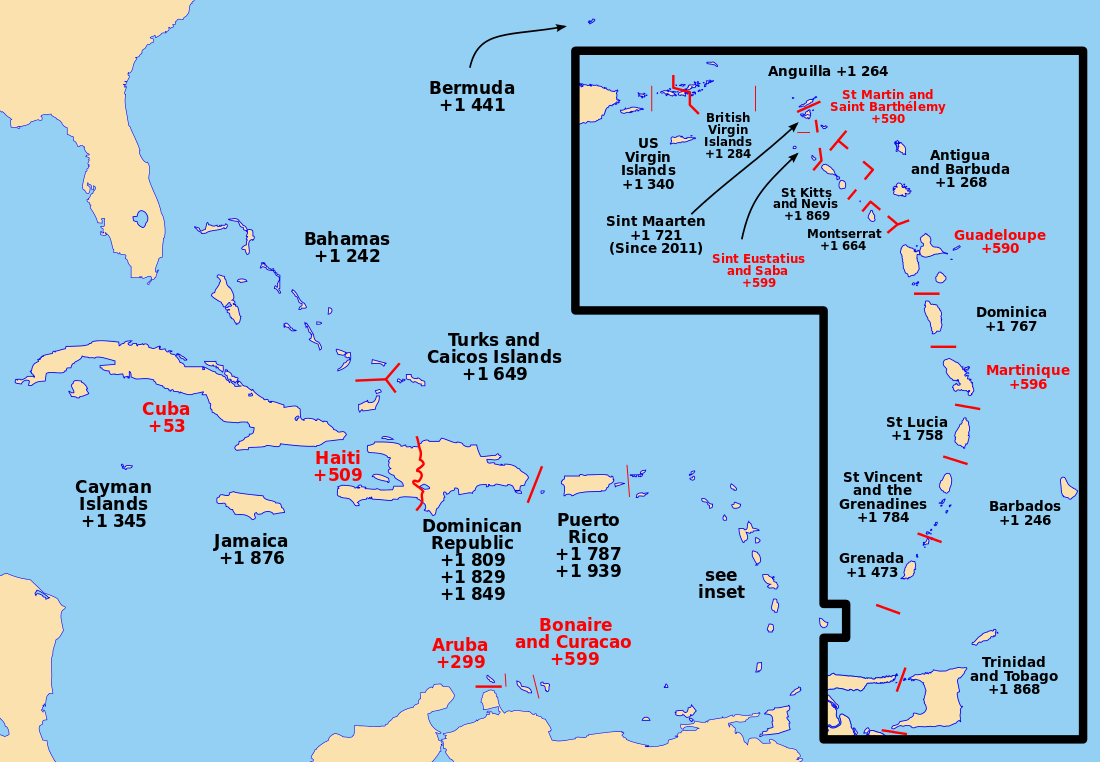 Bermuda
+1 441
Anguilla +1 264
St Martin and
Saint Barthélemy
+590
British
Virgin
Islands
+1 284
US
Virgin
Islands
+1 340
Antigua
and Barbuda
+1 268
St Kitts
and Nevis
+1 869
Sint Maarten
+1 721
(Since 2011)
Montserrat
+1 664
Guadeloupe
+590
Sint Eustatius
and Saba
+599
Bahamas
+1 242
Dominica
+1 767
Turks and
Caicos Islands
+1 649
Martinique
+596
Cuba
+53
St Lucia
+1 758
Haiti
+509
St Vincent
and the
Grenadines
+1 784
Cayman
Islands
+1 345
Barbados
+1 246
Jamaica
+1 876
Dominican
Republic
+1 809
+1 829
+1 849
Puerto
Rico
+1 787
+1 939
Grenada
+1 473
see
inset
Aruba
+299
Bonaire
and Curacao
+599
Trinidad
and Tobago
+1 868